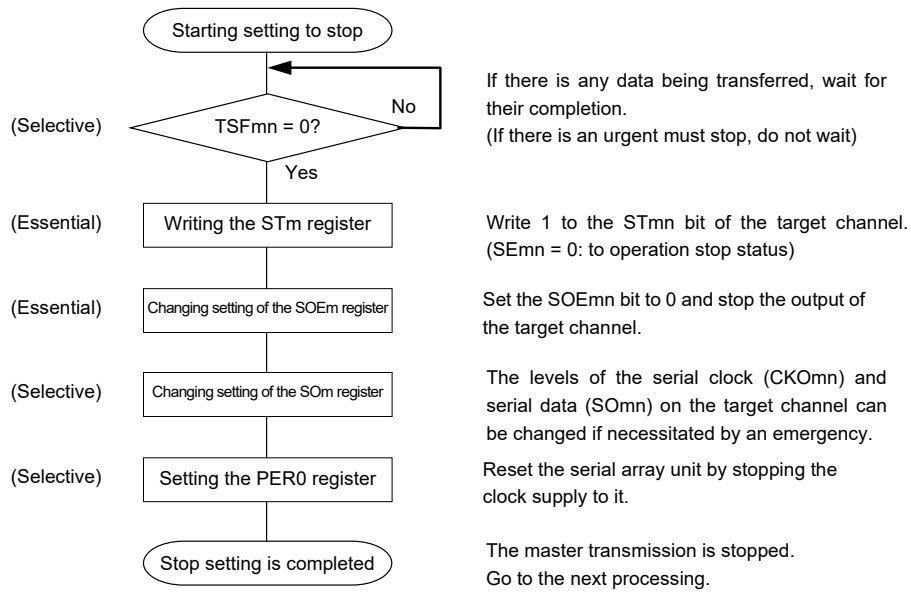 Starting setting to stop
No
(Selective)
TSFmn = 0?
If there is any data being transferred, wait for
their completion.
(If there is an urgent must stop, do not wait)
Yes
(Essential)
Writing the STm register
Write 1 to the STmn bit of the target channel.
(SEmn = 0: to operation stop status)
(Essential)
Changing setting of the SOEm register
Set the SOEmn bit to 0 and stop the output of
the target channel.
(Selective)
Changing setting of the SOm register
The levels of the serial clock (CKOmn) and
serial data (SOmn) on the target channel can
be changed if necessitated by an emergency.
(Selective)
Setting the PER0 register
Reset the serial array unit by stopping the
clock supply to it.
Stop setting is completed
The master transmission is stopped.
Go to the next processing.